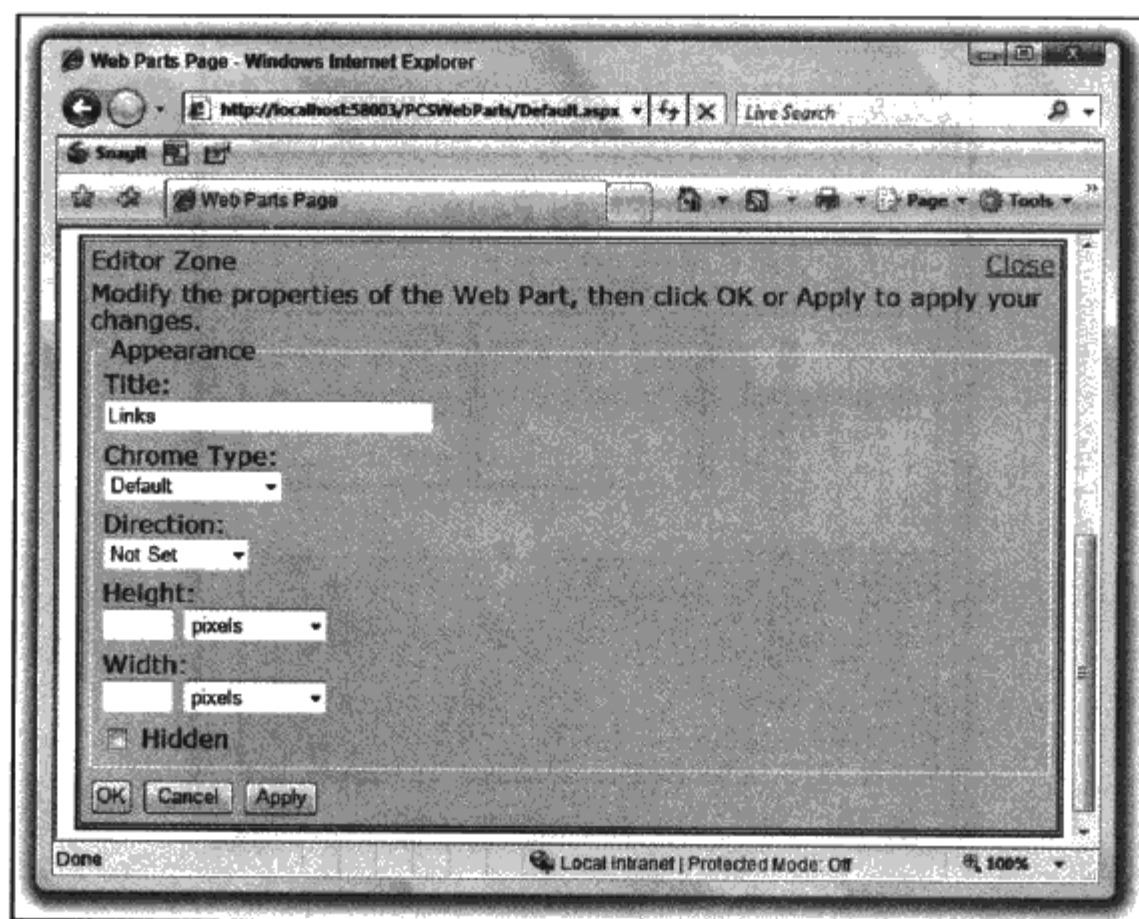 Web Parts Page - Windows Internet Explorer
http://localhost:58003/PCSWebParts/Default.aspx
Live Search
SnagIt
Web Parts Page
Page
Tools
Editor Zone
Close
Modify the properties of the Web Part, then click OK or Apply to apply your
changes.
Appearance
Title:
Links
Chrome Type:
Default
Direction:
Not Set
Height:
pixels
Width:
pixels
Hidden
OK
Cancel
Apply
Done
Local intranet | Protected Mode: Off
100%